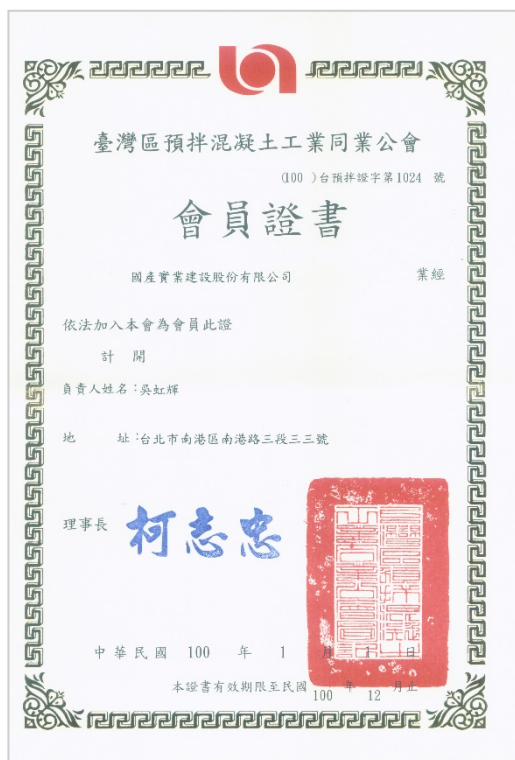 臺灣區預拌混凝土工業同業公會
(100 )台預拌證字第1024 號
會員證書
國產實業建設股份有限公司 業經
依法加入本會為會員此證
計 開
負責人姓名：吳虹輝
地 址：台北市南港區南港路三段三三號
理事長 柯志忠
中華民國 100 年 1 月 1 日
本證書有效期限至民國 100 年 12 月止